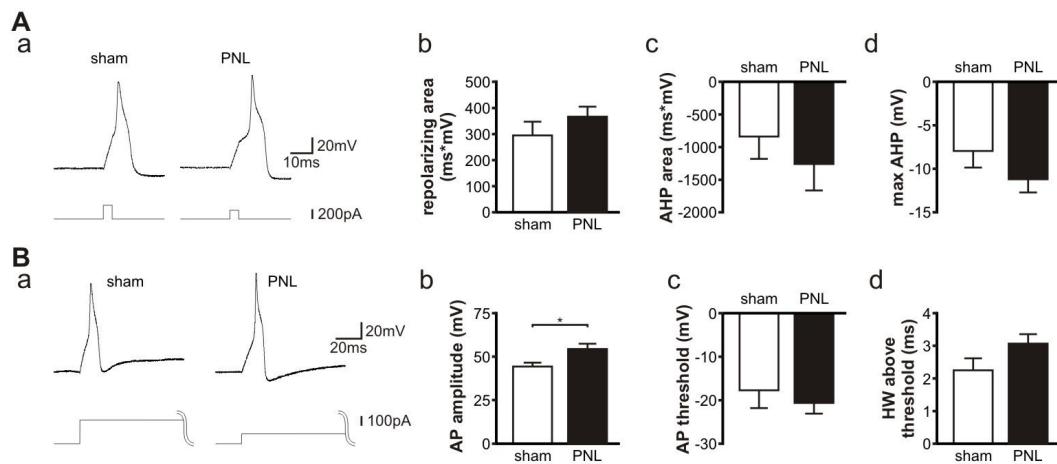 A
a
sham
PNL
20mV
10ms
200pA
b
repolarizing area
(ms*mV)
500
400
300
200
100
0
sham
PNL
c
sham
PNL
AHP area (ms*mV)
0
-500
-1000
-1500
-2000
d
sham
PNL
max AHP (mV)
0
-5
-10
-15
B
a
sham
PNL
20mV
20ms
100pA
b
AP amplitude (mV)
75
50
25
0
*
sham
PNL
c
sham
PNL
AP threshold (mV)
0
-10
-20
-30
d
HW above
threshold (ms)
4
3
2
1
0
sham
PNL